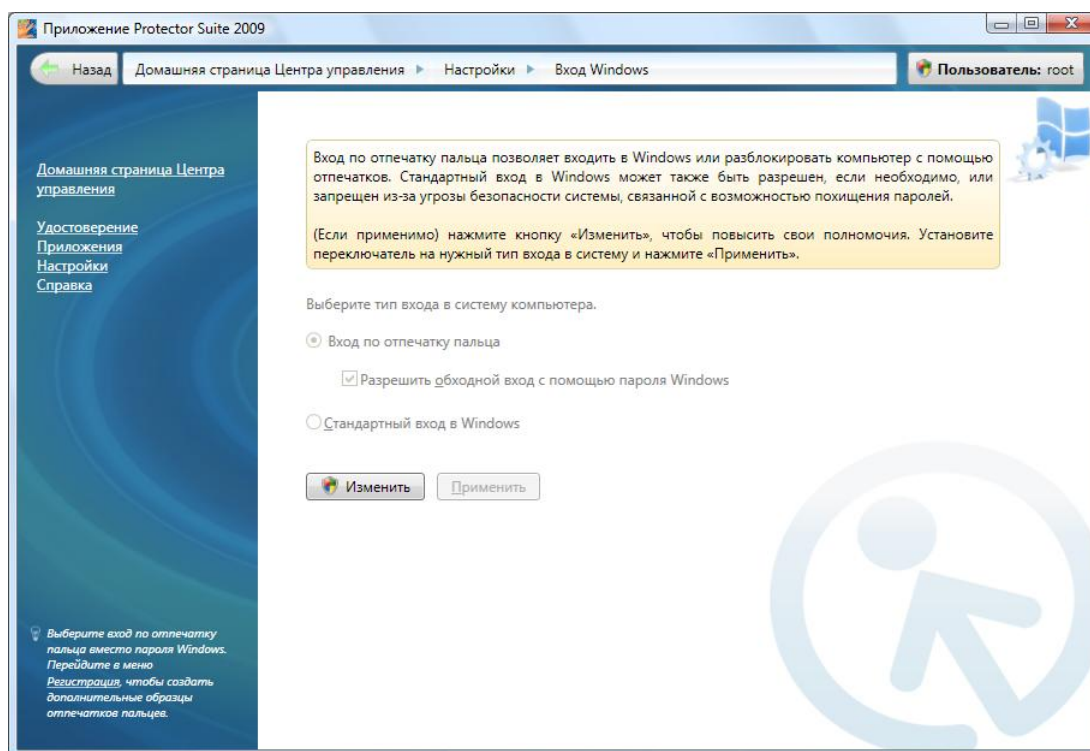 Приложение Protector Suite 2009
Назад
Домашняя страница Центра управления
Настройки
Вход Windows
Пользователь: root
Домашняя страница Центра
управления
Удостоверение
Приложения
Настройки
Справка
Вход по отпечатку пальца позволяет входить в Windows или разблокировать компьютер с помощью
отпечатков. Стандартный вход в Windows может также быть разрешен, если необходимо, или
запрещен из-за угрозы безопасности системы, связанной с возможностью похищения паролей.
(Если применимо) нажмите кнопку «Изменить», чтобы повысить свои полномочия. Установите
переключатель на нужный тип входа в систему и нажмите «Применить».
Выберите тип входа в систему компьютера.
Вход по отпечатку пальца
Разрешить обходной вход с помощью пароля Windows
Стандартный вход в Windows
Изменить
Применить
Выберите вход по отпечатку
пальца вместо пароля Windows.
Перейдите в меню
Регистрация, чтобы создать
дополнительные образцы
отпечатков пальцев.